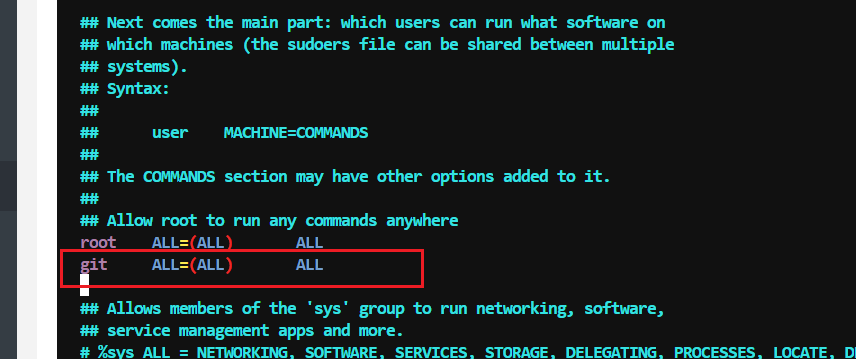 ## Next comes the main part: which users can run what software on
## which machines (the sudoers file can be shared between multiple
## systems).
## Syntax:
##
##      user    MACHINE=COMMANDS
##
## The COMMANDS section may have other options added to it.
##
## Allow root to run any commands anywhere
root    ALL=(ALL)       ALL
git     ALL=(ALL)       ALL
## Allows members of the 'sys' group to run networking, software,
## service management apps and more.
# %sys ALL = NETWORKING, SOFTWARE, SERVICES, STORAGE, DELEGATING, PROCESSES, LOCATE,